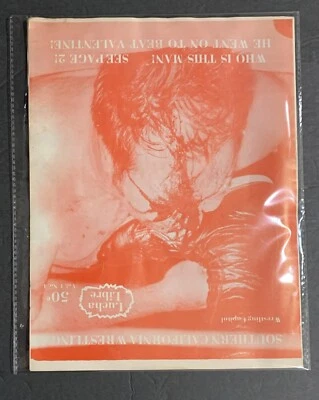 SOUTHERN CALIFORNIA WRESTLING
Wrestling Capitol
Lucha
Libre
50¢
WHO IS THIS MAN! SEE PAGE 2!
HE WENT ON TO BEAT VALENTINE!